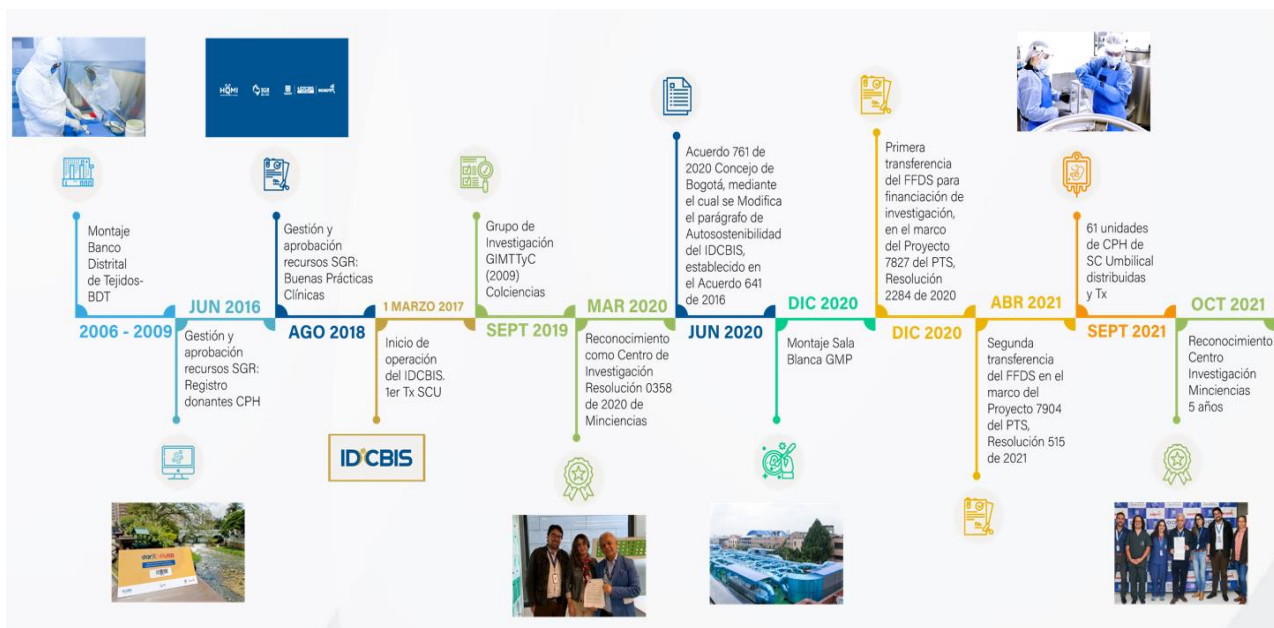 HOMI
SGR
BOGOTÁ
Montaje
Banco
Distrital
de Tejidos-
BDT
2006 - 2009
JUN 2016
Gestión y
aprobación
recursos SGR:
Registro
donantes CPH
Gestión y
aprobación
recursos SGR:
Buenas Prácticas
Clínicas
AGO 2018
1 MARZO 2017
Inicio de
operación
del IDCBIS.
1er Tx SCU
IDCBIS
Grupo de
Investigación
GIMTTyC
(2009)
Colciencias
SEPT 2019
MAR 2020
Reconocimiento
como Centro de
Investigación
Resolución 0358
de 2020 de
Minciencias
Acuerdo 761 de
2020 Concejo de
Bogotá, mediante
el cual se Modifica
el parágrafo de
Autosostenibilidad
del IDCBIS,
establecido en
el Acuerdo 641
de 2016
JUN 2020
DIC 2020
Montaje Sala
Blanca GMP
Primera
transferencia
del FFDS para
financiación de
investigación,
en el marco
del Proyecto
7827 del PTS,
Resolución
2284 de 2020
DIC 2020
ABR 2021
Segunda
transferencia
del FFDS en el
marco del
Proyecto 7904
del PTS,
Resolución 515
de 2021
61 unidades
de CPH de
SC Umbilical
distribuidas
y Tx
SEPT 2021
OCT 2021
Reconocimiento
Centro
Investigación
Minciencias
5 años